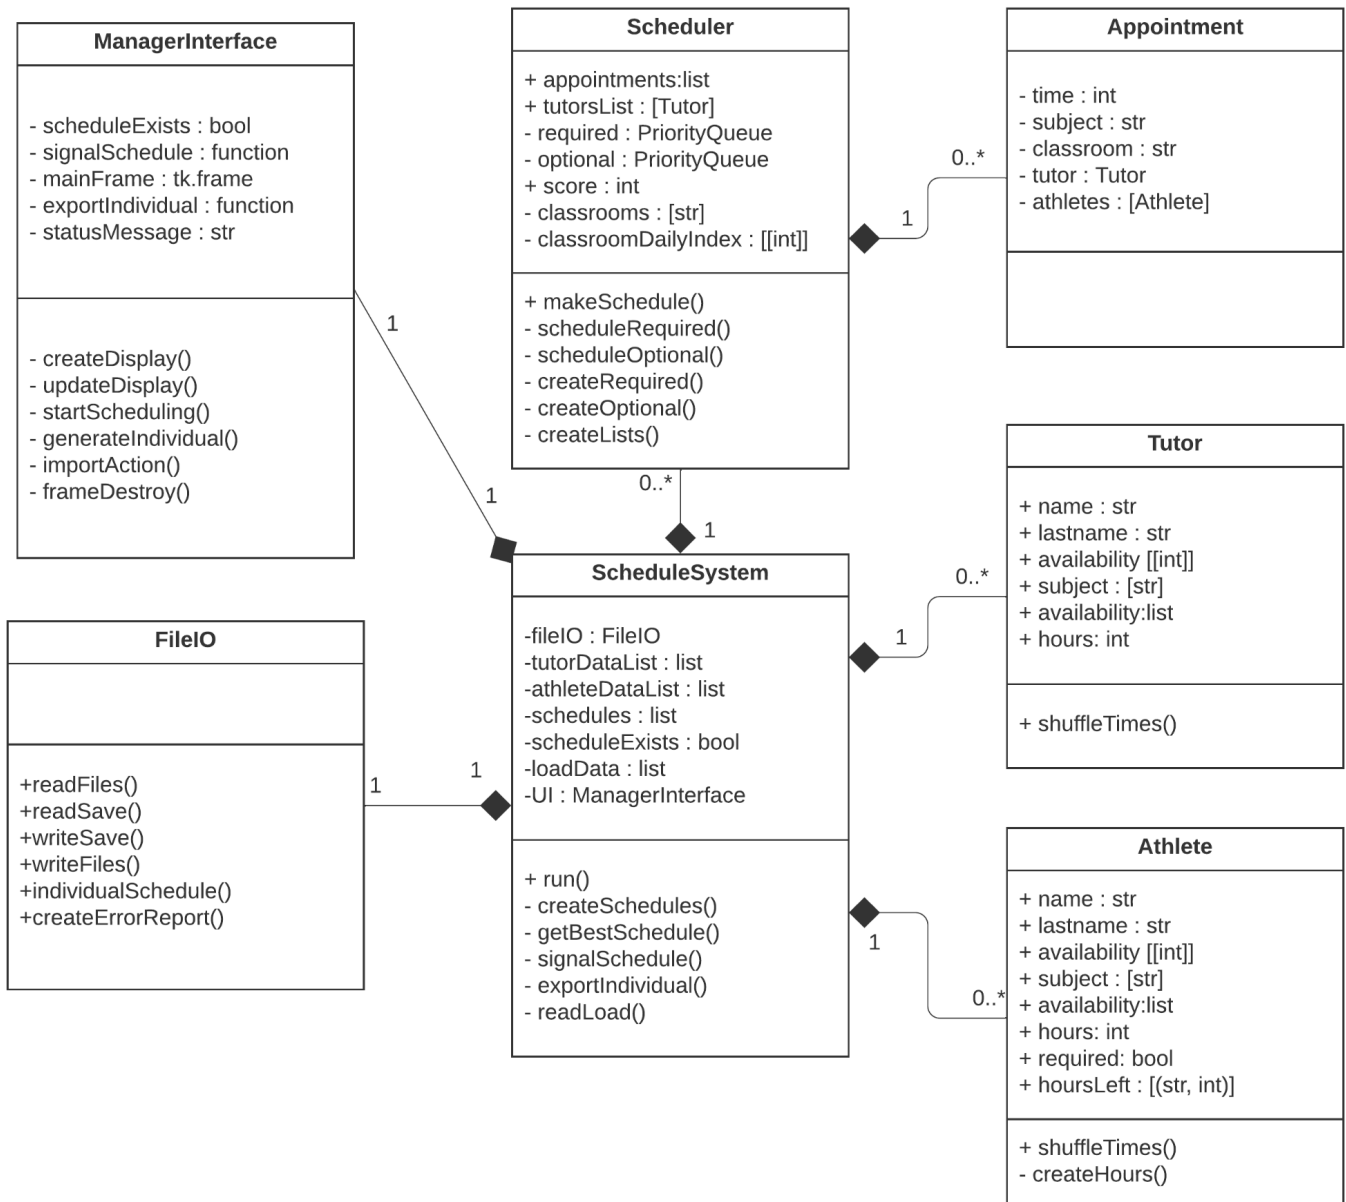 ManagerInterface
- scheduleExists : bool
- signalSchedule : function
- mainFrame : tk.frame
- exportIndividual : function
- statusMessage : str
- createDisplay()
- updateDisplay()
- startScheduling()
- generateIndividual()
- importAction()
- frameDestroy()
1
1
Scheduler
+ appointments:list
+ tutorsList : [Tutor]
- required : PriorityQueue
- optional : PriorityQueue
+ score : int
- classrooms : [str]
- classroomDailyIndex : [[int]]
+ makeSchedule()
- scheduleRequired()
- scheduleOptional()
- createRequired()
- createOptional()
- createLists()
0..*
1
0..*
1
Appointment
- time : int
- subject : str
- classroom : str
- tutor : Tutor
- athletes : [Athlete]
FileIO
+readFiles()
+readSave()
+writeSave()
+writeFiles()
+individualSchedule()
+createErrorReport()
1
1
ScheduleSystem
-fileIO : FileIO
-tutorDataList : list
-athleteDataList : list
-schedules : list
-scheduleExists : bool
-loadData : list
-UI : ManagerInterface
+ run()
- createSchedules()
- getBestSchedule()
- signalSchedule()
- exportIndividual()
- readLoad()
0..*
1
Tutor
+ name : str
+ lastname : str
+ availability [[int]]
+ subject : [str]
+ availability:list
+ hours: int
+ shuffleTimes()
1
0..*
Athlete
+ name : str
+ lastname : str
+ availability [[int]]
+ subject : [str]
+ availability:list
+ hours: int
+ required: bool
+ hoursLeft : [(str, int)]
+ shuffleTimes()
- createHours()